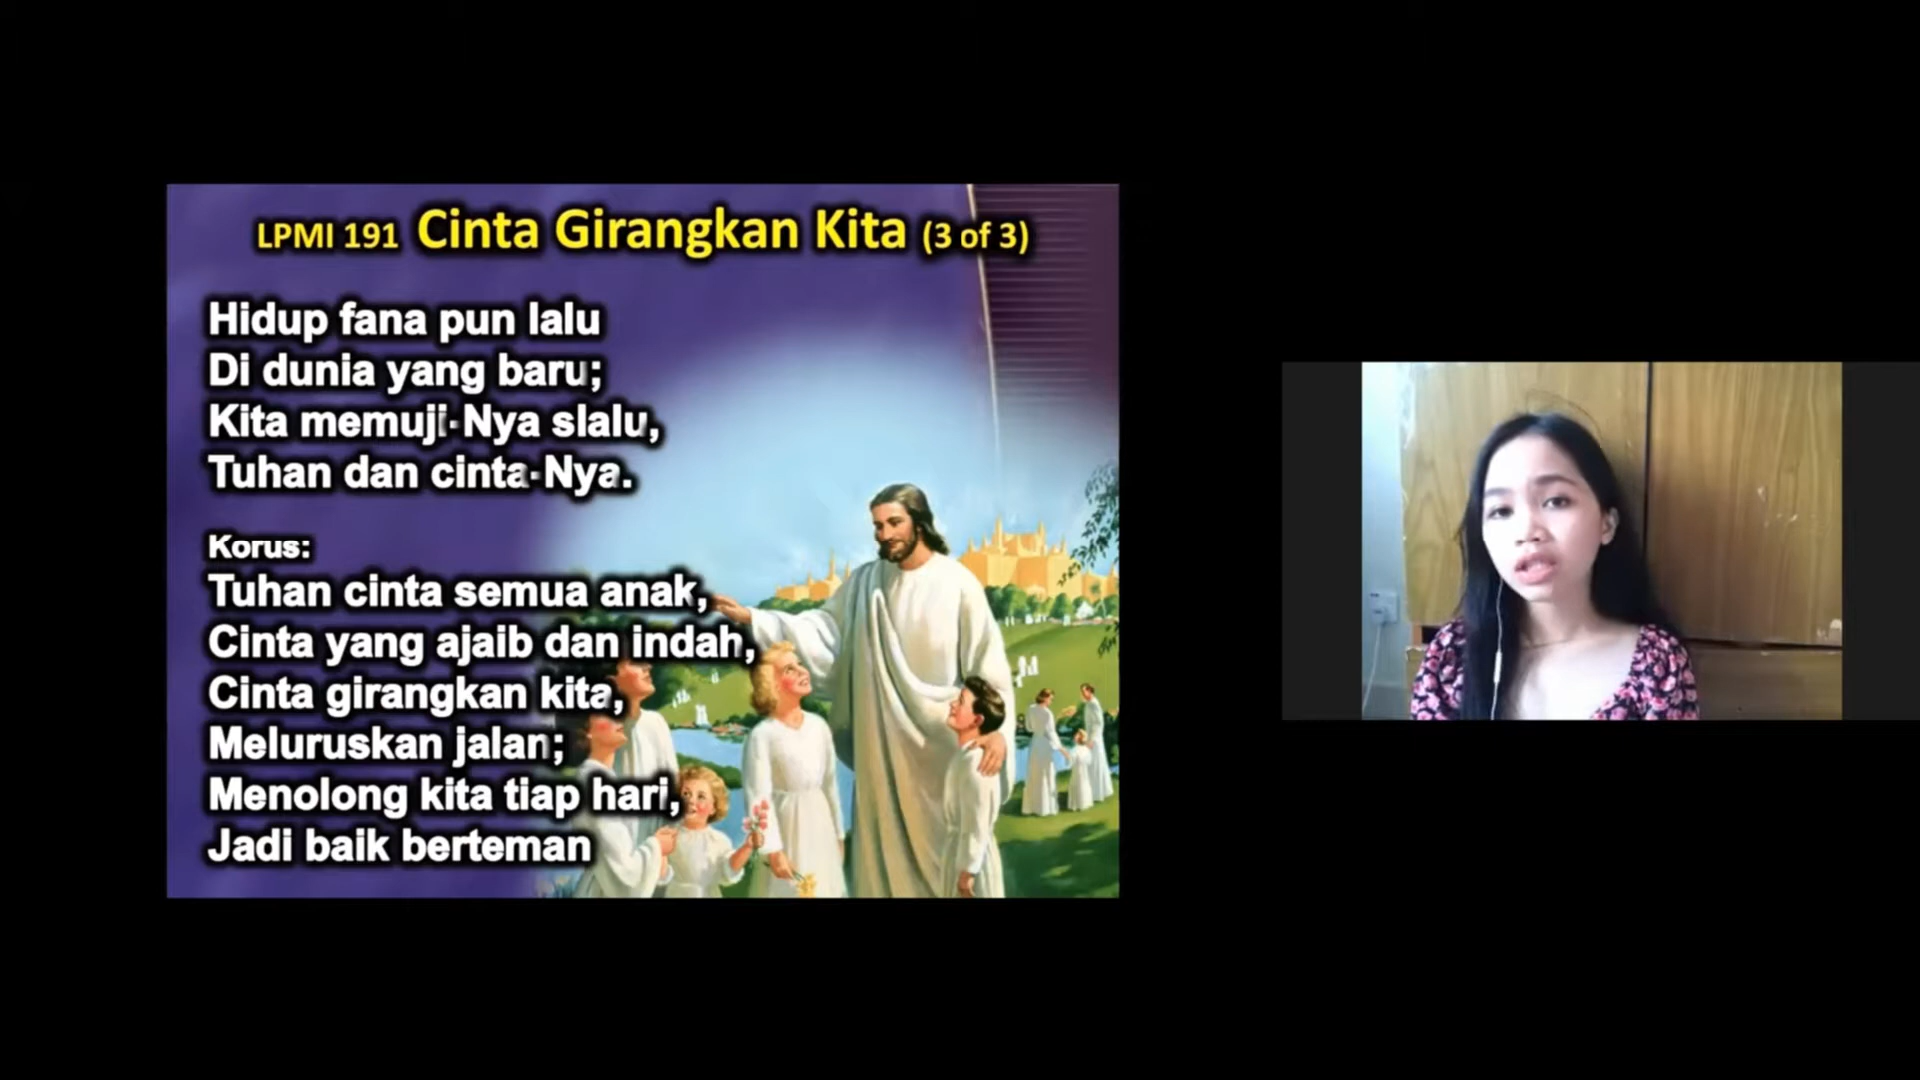 LPMI 191 Cinta Girangkan Kita (3 of 3)
Hidup fana pun lalu
Di dunia yang baru;
Kita memuji-Nya slalu,
Tuhan dan cinta-Nya.
Korus:
Tuhan cinta semua anak,
Cinta yang ajaib dan indah,
Cinta girangkan kita,
Meluruskan jalan;
Menolong kita tiap hari,
Jadi baik berteman